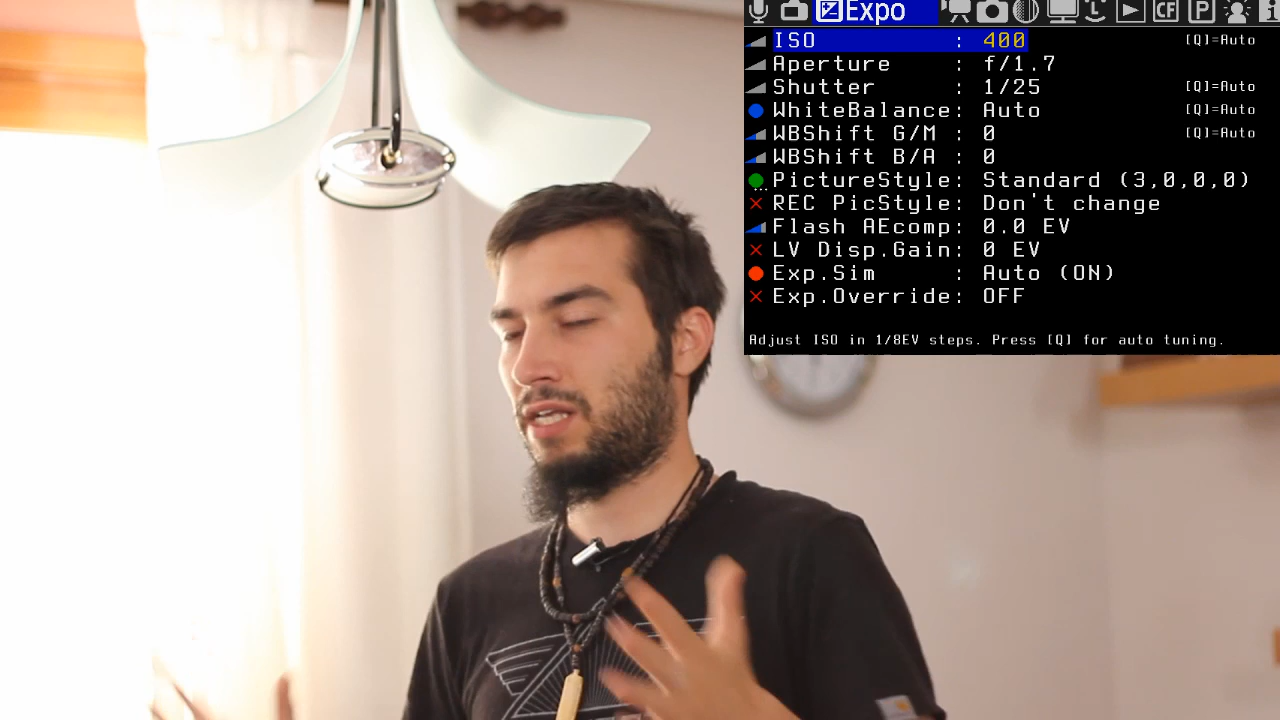 Expo CF P i
ISO : 400 [Q]=Auto
Aperture : f/1.7
Shutter : 1/25 [Q]=Auto
WhiteBalance: Auto [Q]=Auto
WBShift G/M : 0 [Q]=Auto
WBShift B/A : 0
PictureStyle: Standard (3,0,0,0)
REC PicStyle: Don't change
Flash AEcomp: 0.0 EV
LV Disp.Gain: 0 EV
Exp.Sim : Auto (ON)
Exp.Override: OFF
Adjust ISO in 1/8EV steps. Press [Q] for auto tuning.